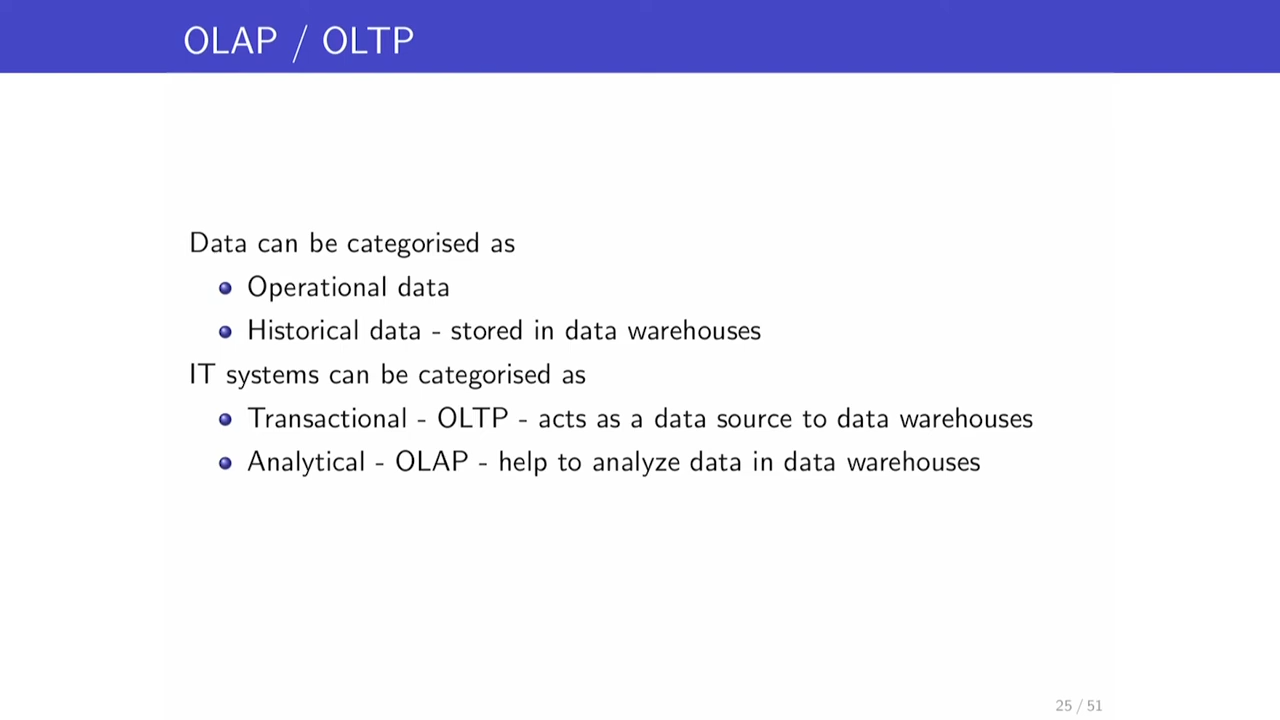 OLAP / OLTP
Data can be categorised as
Operational data
Historical data - stored in data warehouses
IT systems can be categorised as
Transactional - OLTP - acts as a data source to data warehouses
Analytical - OLAP - help to analyze data in data warehouses
25 / 51